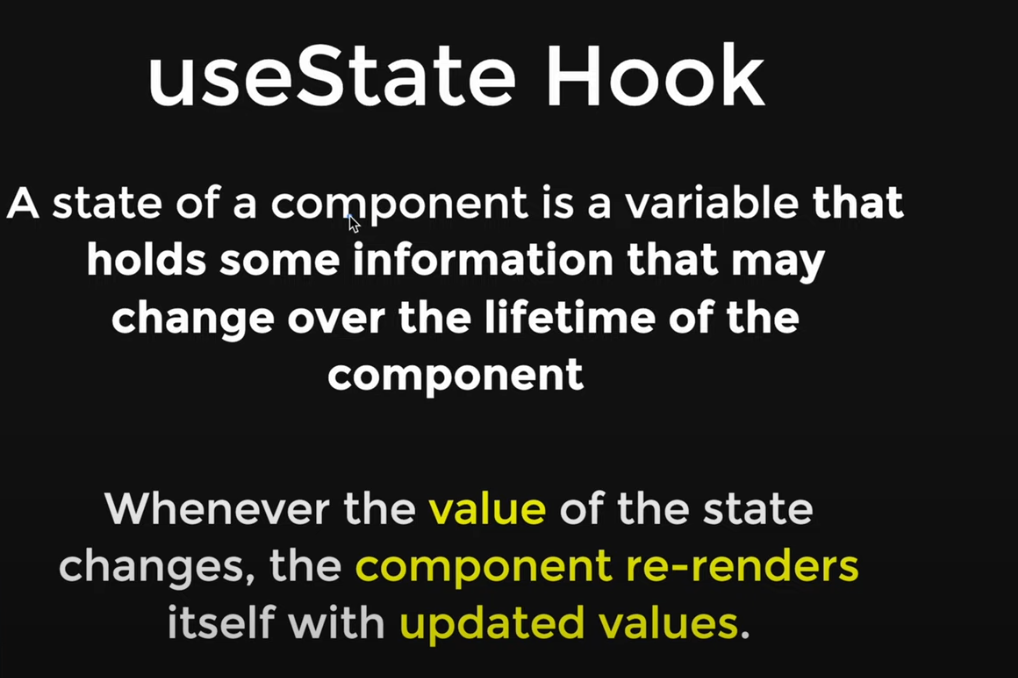 useState Hook
A state of a component is a variable that
holds some information that may
change over the lifetime of the
component
Whenever the value of the state
changes, the component re-renders
itself with updated values.